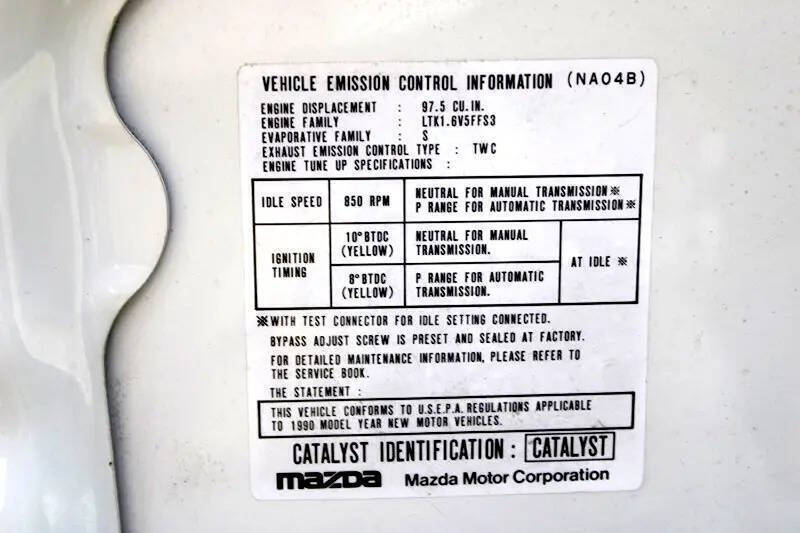 VEHICLE EMISSION CONTROL INFORMATION (NA04B)
ENGINE DISPLACEMENT : 97.5 CU.IN.
ENGINE FAMILY : LTK1.6V5FFS3
EVAPORATIVE FAMILY : S
EXHAUST EMISSION CONTROL TYPE : TWC
ENGINE TUNE UP SPECIFICATIONS :
IDLE SPEED
850 RPM
NEUTRAL FOR MANUAL TRANSMISSION※
P RANGE FOR AUTOMATIC TRANSMISSION※
IGNITION
TIMING
10°BTDC
(YELLOW)
NEUTRAL FOR MANUAL
TRANSMISSION.
8°BTDC
(YELLOW)
P RANGE FOR AUTOMATIC
TRANSMISSION.
AT IDLE ※
※WITH TEST CONNECTOR FOR IDLE SETTING CONNECTED.
BYPASS ADJUST SCREW IS PRESET AND SEALED AT FACTORY.
FOR DETAILED MAINTENANCE INFORMATION, PLEASE REFER TO
THE SERVICE BOOK.
THE STATEMENT :
THIS VEHICLE CONFORMS TO U.S.E.P.A. REGULATIONS APPLICABLE
TO 1990 MODEL YEAR NEW MOTOR VEHICLES.
CATALYST IDENTIFICATION : CATALYST
mazda Mazda Motor Corporation